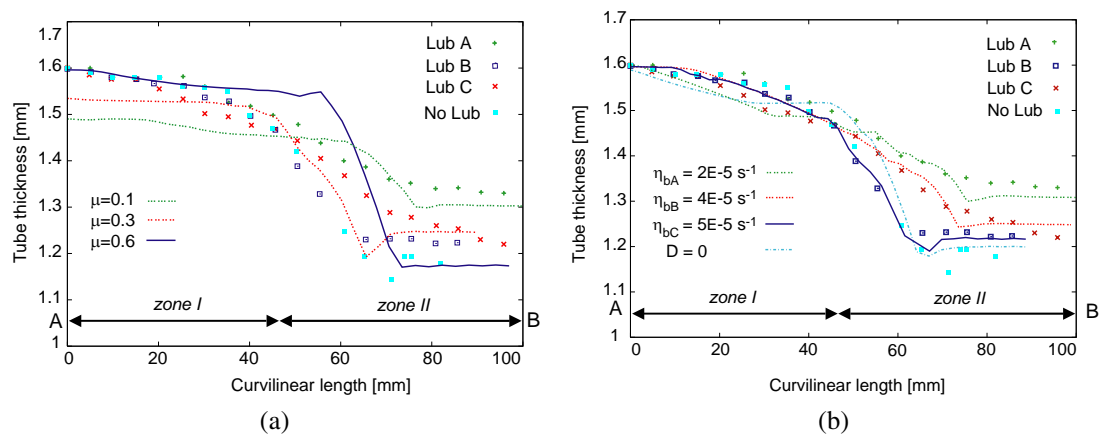 1.7
1.6
1.5
1.4
1.3
1.2
1.1
1
Tube thickness [mm]
Lub A
Lub B
Lub C
No Lub
μ=0.1
μ=0.3
μ=0.6
zone I
zone II
A
B
0
20
40
60
80
100
Curvilinear length [mm]
(a)
1.7
1.6
1.5
1.4
1.3
1.2
1.1
1
Tube thickness [mm]
Lub A
Lub B
Lub C
No Lub
ηbA = 2E-5 s-1
ηbB = 4E-5 s-1
ηbC = 5E-5 s-1
D = 0
zone I
zone II
A
B
0
20
40
60
80
100
Curvilinear length [mm]
(b)